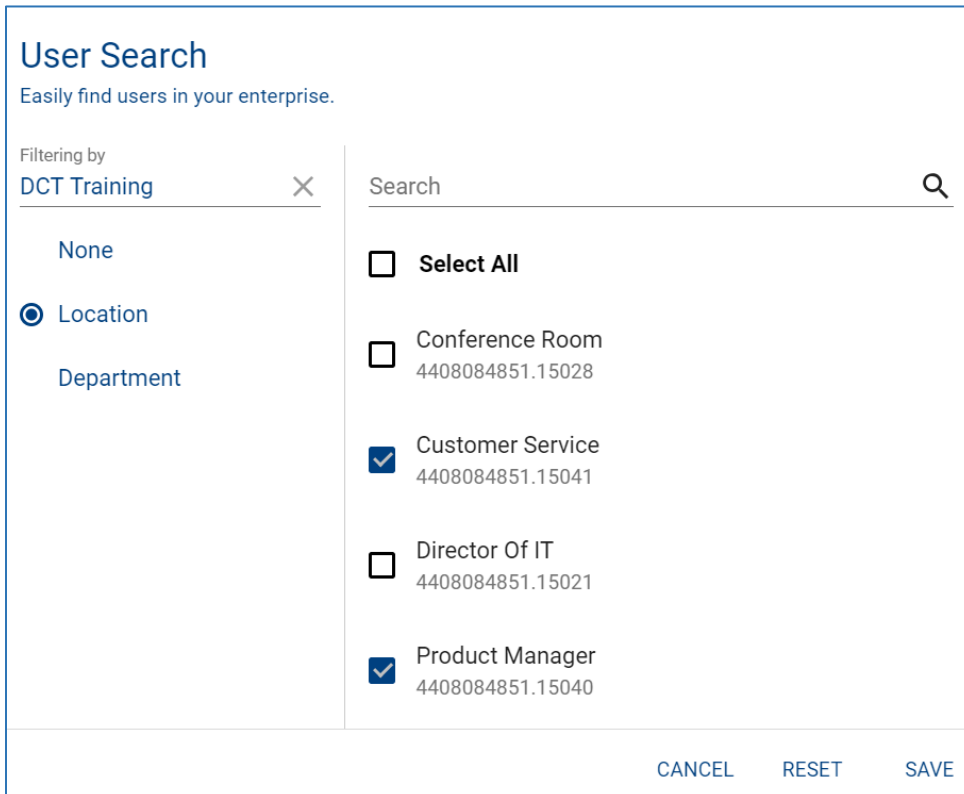 User Search
Easily find users in your enterprise.
Filtering by
DCT Training
None
Location
Department
Search
Select All
Conference Room
4408084851.15028
Customer Service
4408084851.15041
Director Of IT
4408084851.15021
Product Manager
4408084851.15040
CANCEL RESET SAVE